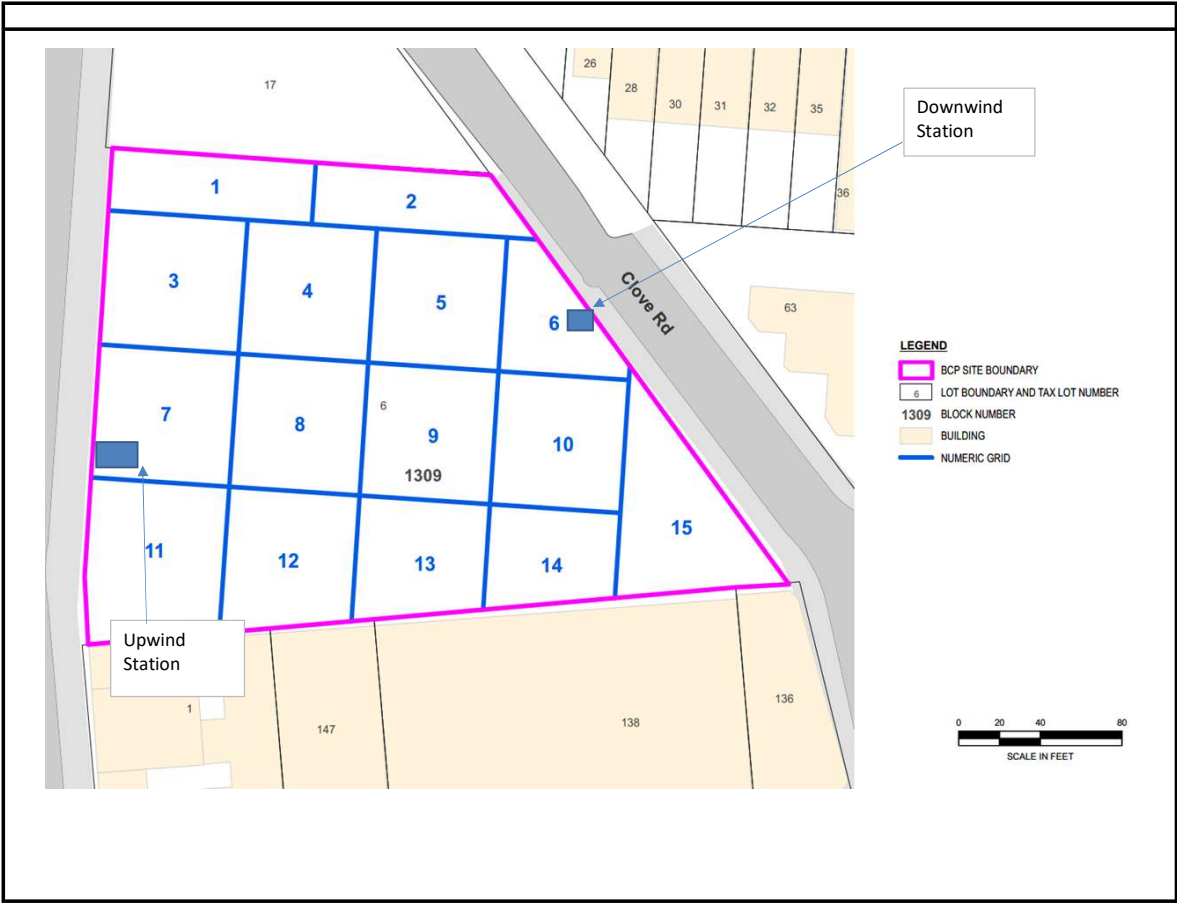 17
26
28
30
31
32
35
36
Downwind
Station
1
2
3
4
5
6
Clove Rd
63
LEGEND
BCP SITE BOUNDARY
6 LOT BOUNDARY AND TAX LOT NUMBER
1309 BLOCK NUMBER
BUILDING
NUMERIC GRID
7
8
6
9
10
1309
11
12
13
14
15
Upwind
Station
1
147
138
136
0 20 40 80
SCALE IN FEET